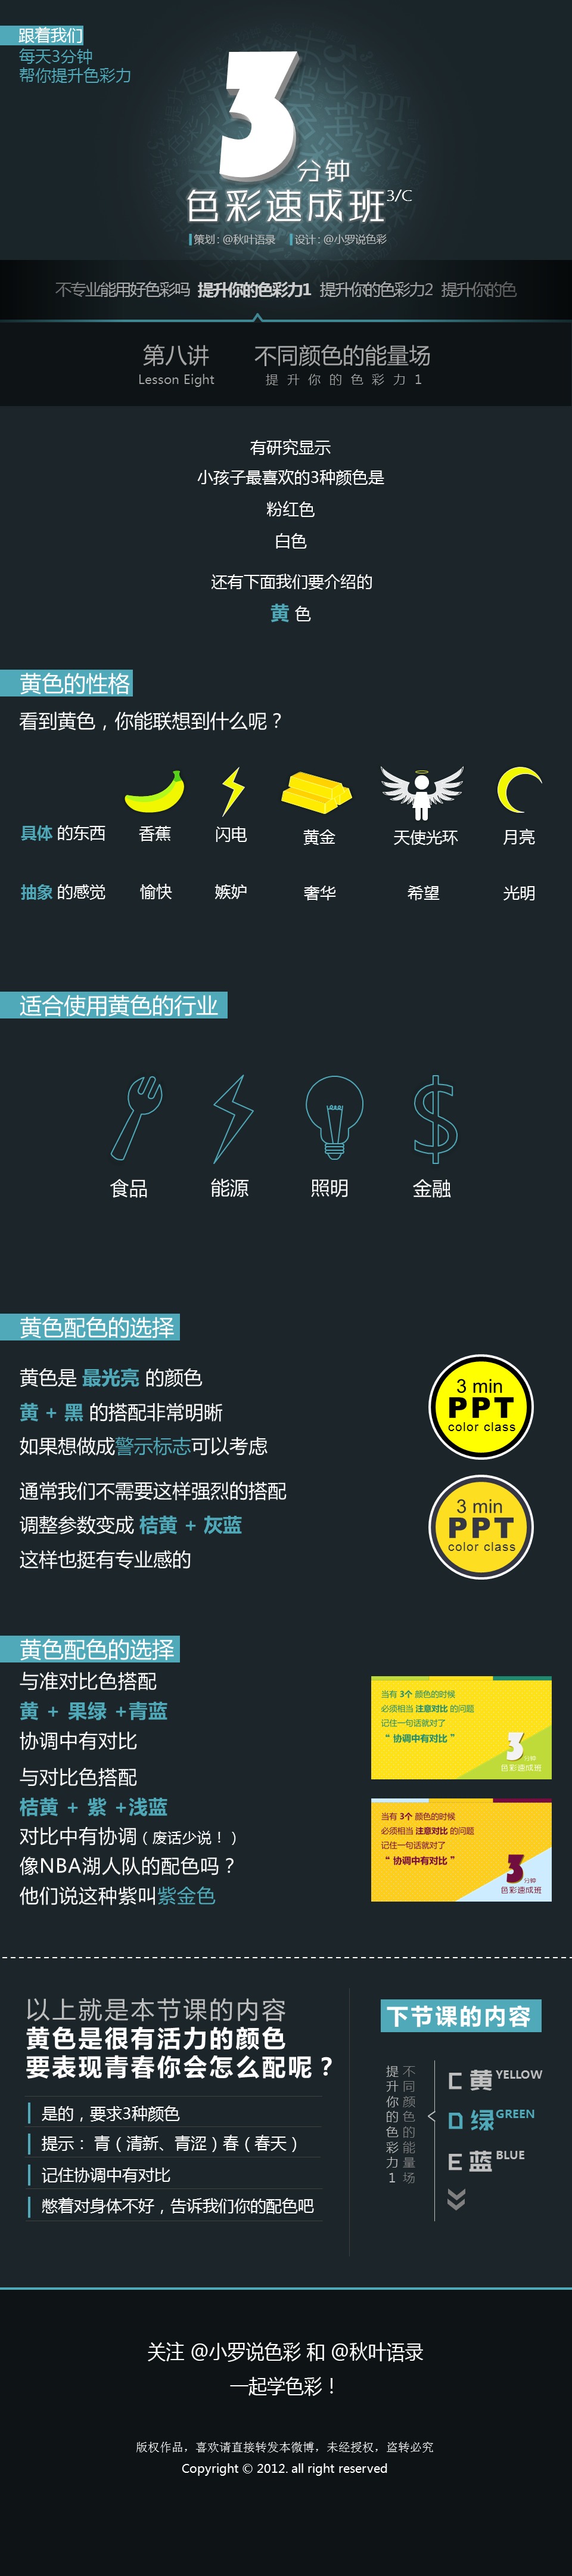 跟着我们
每天3分钟
帮你提升色彩力
3
分钟
色彩速成班3/C
策划:@秋叶语录 设计:@小罗说色彩
不专业能用好色彩吗 提升你的色彩力1 提升你的色彩力2 提升你的色
第八讲 不同颜色的能量场
Lesson Eight 提升你的色彩力1
有研究显示
小孩子最喜欢的3种颜色是
粉红色
白色
还有下面我们要介绍的
黄 色
黄色的性格
看到黄色，你能联想到什么呢？
具体 的东西 香蕉 闪电 黄金 天使光环 月亮
抽象 的感觉 愉快 嫉妒 奢华 希望 光明
适合使用黄色的行业
食品 能源 照明 金融
黄色配色的选择
黄色是 最光亮 的颜色
黄 + 黑 的搭配非常明晰
如果想做成警示标志可以考虑
3 min
PPT
color class
通常我们不需要这样强烈的搭配
调整参数变成 桔黄 + 灰蓝
这样也挺有专业感的
3 min
PPT
color class
黄色配色的选择
与准对比色搭配
黄 + 果绿 +青蓝
协调中有对比
当有 3个 颜色的时候
必须相当 注意对比 的问题
记住一句话就对了
“ 协调中有对比 ”
3分钟
色彩速成班
与对比色搭配
桔黄 + 紫 +浅蓝
对比中有协调（废话少说！）
像NBA湖人队的配色吗？
他们说这种紫叫紫金色
当有 3个 颜色的时候
必须相当 注意对比 的问题
记住一句话就对了
“ 协调中有对比 ”
3分钟
色彩速成班
以上就是本节课的内容
黄色是很有活力的颜色
要表现青春你会怎么配呢？
是的，要求3种颜色
提示： 青（清新、青涩）春（春天）
记住协调中有对比
憋着对身体不好，告诉我们你的配色吧
下节课的内容
不同颜色的能量场
提升你的色彩力1
C 黄 YELLOW
D 绿 GREEN
E 蓝 BLUE
关注 @小罗说色彩 和 @秋叶语录
一起学色彩！
版权作品，喜欢请直接转发本微博，未经授权，盗转必究
Copyright © 2012. all right reserved